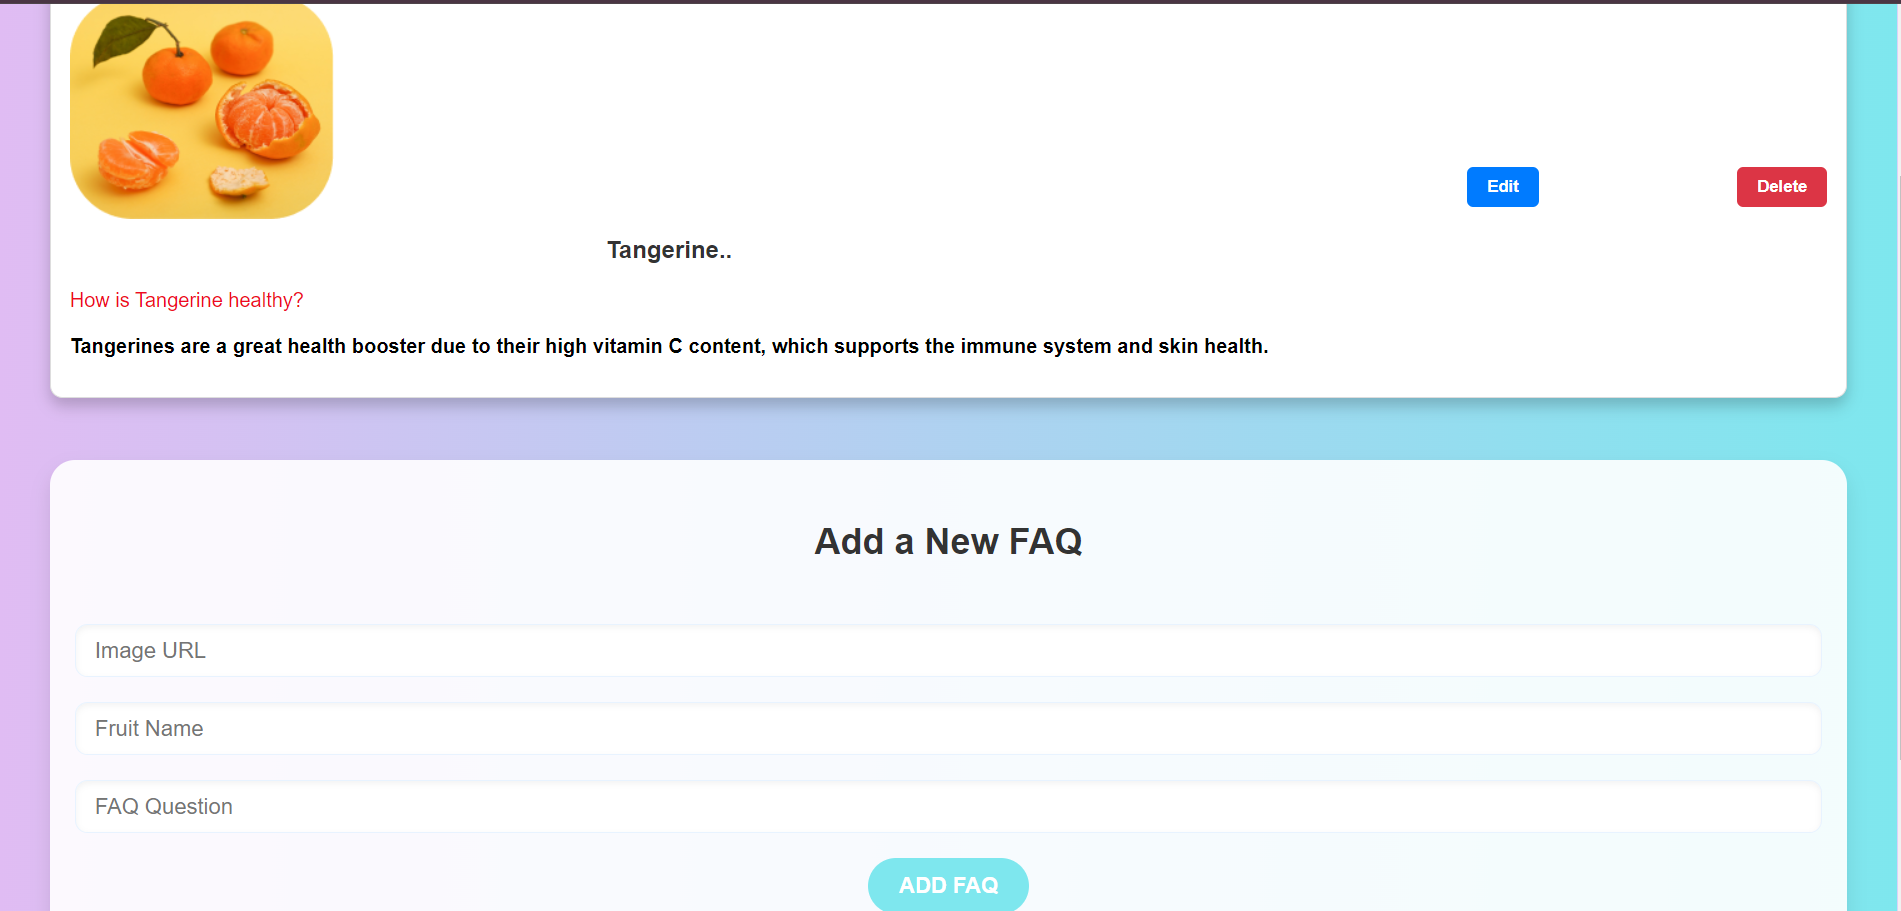 Edit
Delete
Tangerine..
How is Tangerine healthy?
Tangerines are a great health booster due to their high vitamin C content, which supports the immune system and skin health.
Add a New FAQ
Image URL
Fruit Name
FAQ Question
ADD FAQ